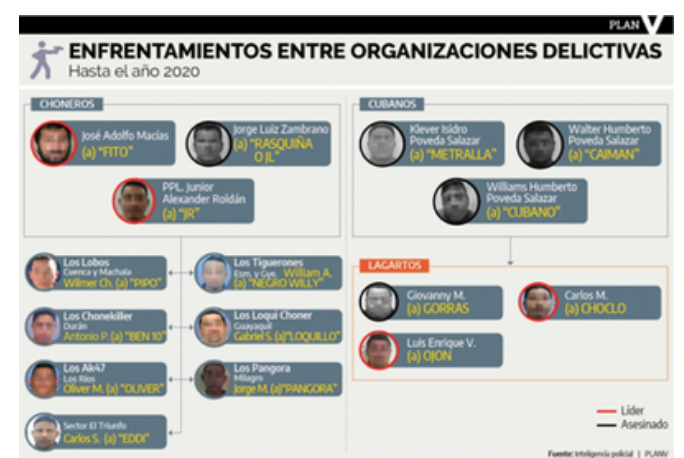 PLAN V
ENFRENTAMIENTOS ENTRE ORGANIZACIONES DELICTIVAS
Hasta el año 2020
CHONEROS
José Adolfo Macías
(a) "FITO"
Jorge Luiz Zambrano
(a) "RASQUIÑA
O JL"
PPL. Junior
Alexander Roldán
(a) "JR"
Los Lobos
Cuenca y Machala
Wilmer Ch. (a) "PIPO"
Los Tiguerones
Esm. y Gye. William A.
(a) "NEGRO WILLY"
Los Chonekiller
Durán
Antonio P. (a) "BEN 10"
Los Loqui Choner
Guayaquil
Gabriel S. (a) "LOQUILLO"
Los Ak47
Los Ríos
Oliver M. (a) "OLIVER"
Los Pangora
Milagro
Jorge M. (a) "PANGORA"
Sector El Triunfo
Carlos S. (a) "EDDI"
CUBANOS
Klever Isidro
Poveda Salazar
(a) "METRALLA"
Walter Humberto
Poveda Salazar
(a) "CAIMAN"
Williams Humberto
Poveda Salazar
(a) "CUBANO"
LAGARTOS
Giovanny M.
(a) GORRAS
Carlos M.
(a) CHOCLO
Luis Enrique V.
(a) OJON
Líder
Asesinado
Fuente: Inteligencia policial | PLANV